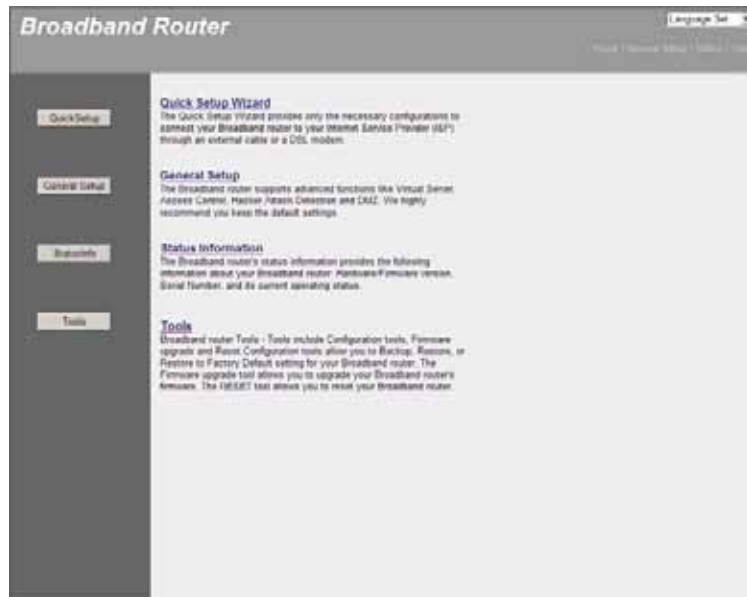 Broadband Router
Language Set
Home | General Setup | Status | Tools
QuickSetup
General Setup
StatusInfo
Tools
Quick Setup Wizard
The Quick Setup Wizard provides only the necessary configurations to
connect your Broadband router to your Internet Service Provider (ISP)
through an external cable or a DSL modem.
General Setup
The Broadband router supports advanced functions like Virtual Server,
Access Control, Hacker Attack Detection and DMZ. We highly
recommend you keep the default settings.
Status Information
The Broadband router's status information provides the following
information about your Broadband router: Hardware/Firmware version,
Serial Number, and its current operating status.
Tools
Broadband router Tools - Tools include Configuration tools, Firmware
upgrade and Reset. Configuration tools allow you to Backup, Restore, or
Restore to Factory Default setting for your Broadband router. The
Firmware upgrade tool allows you to upgrade your Broadband router's
firmware. The RESET tool allows you to reset your Broadband router.